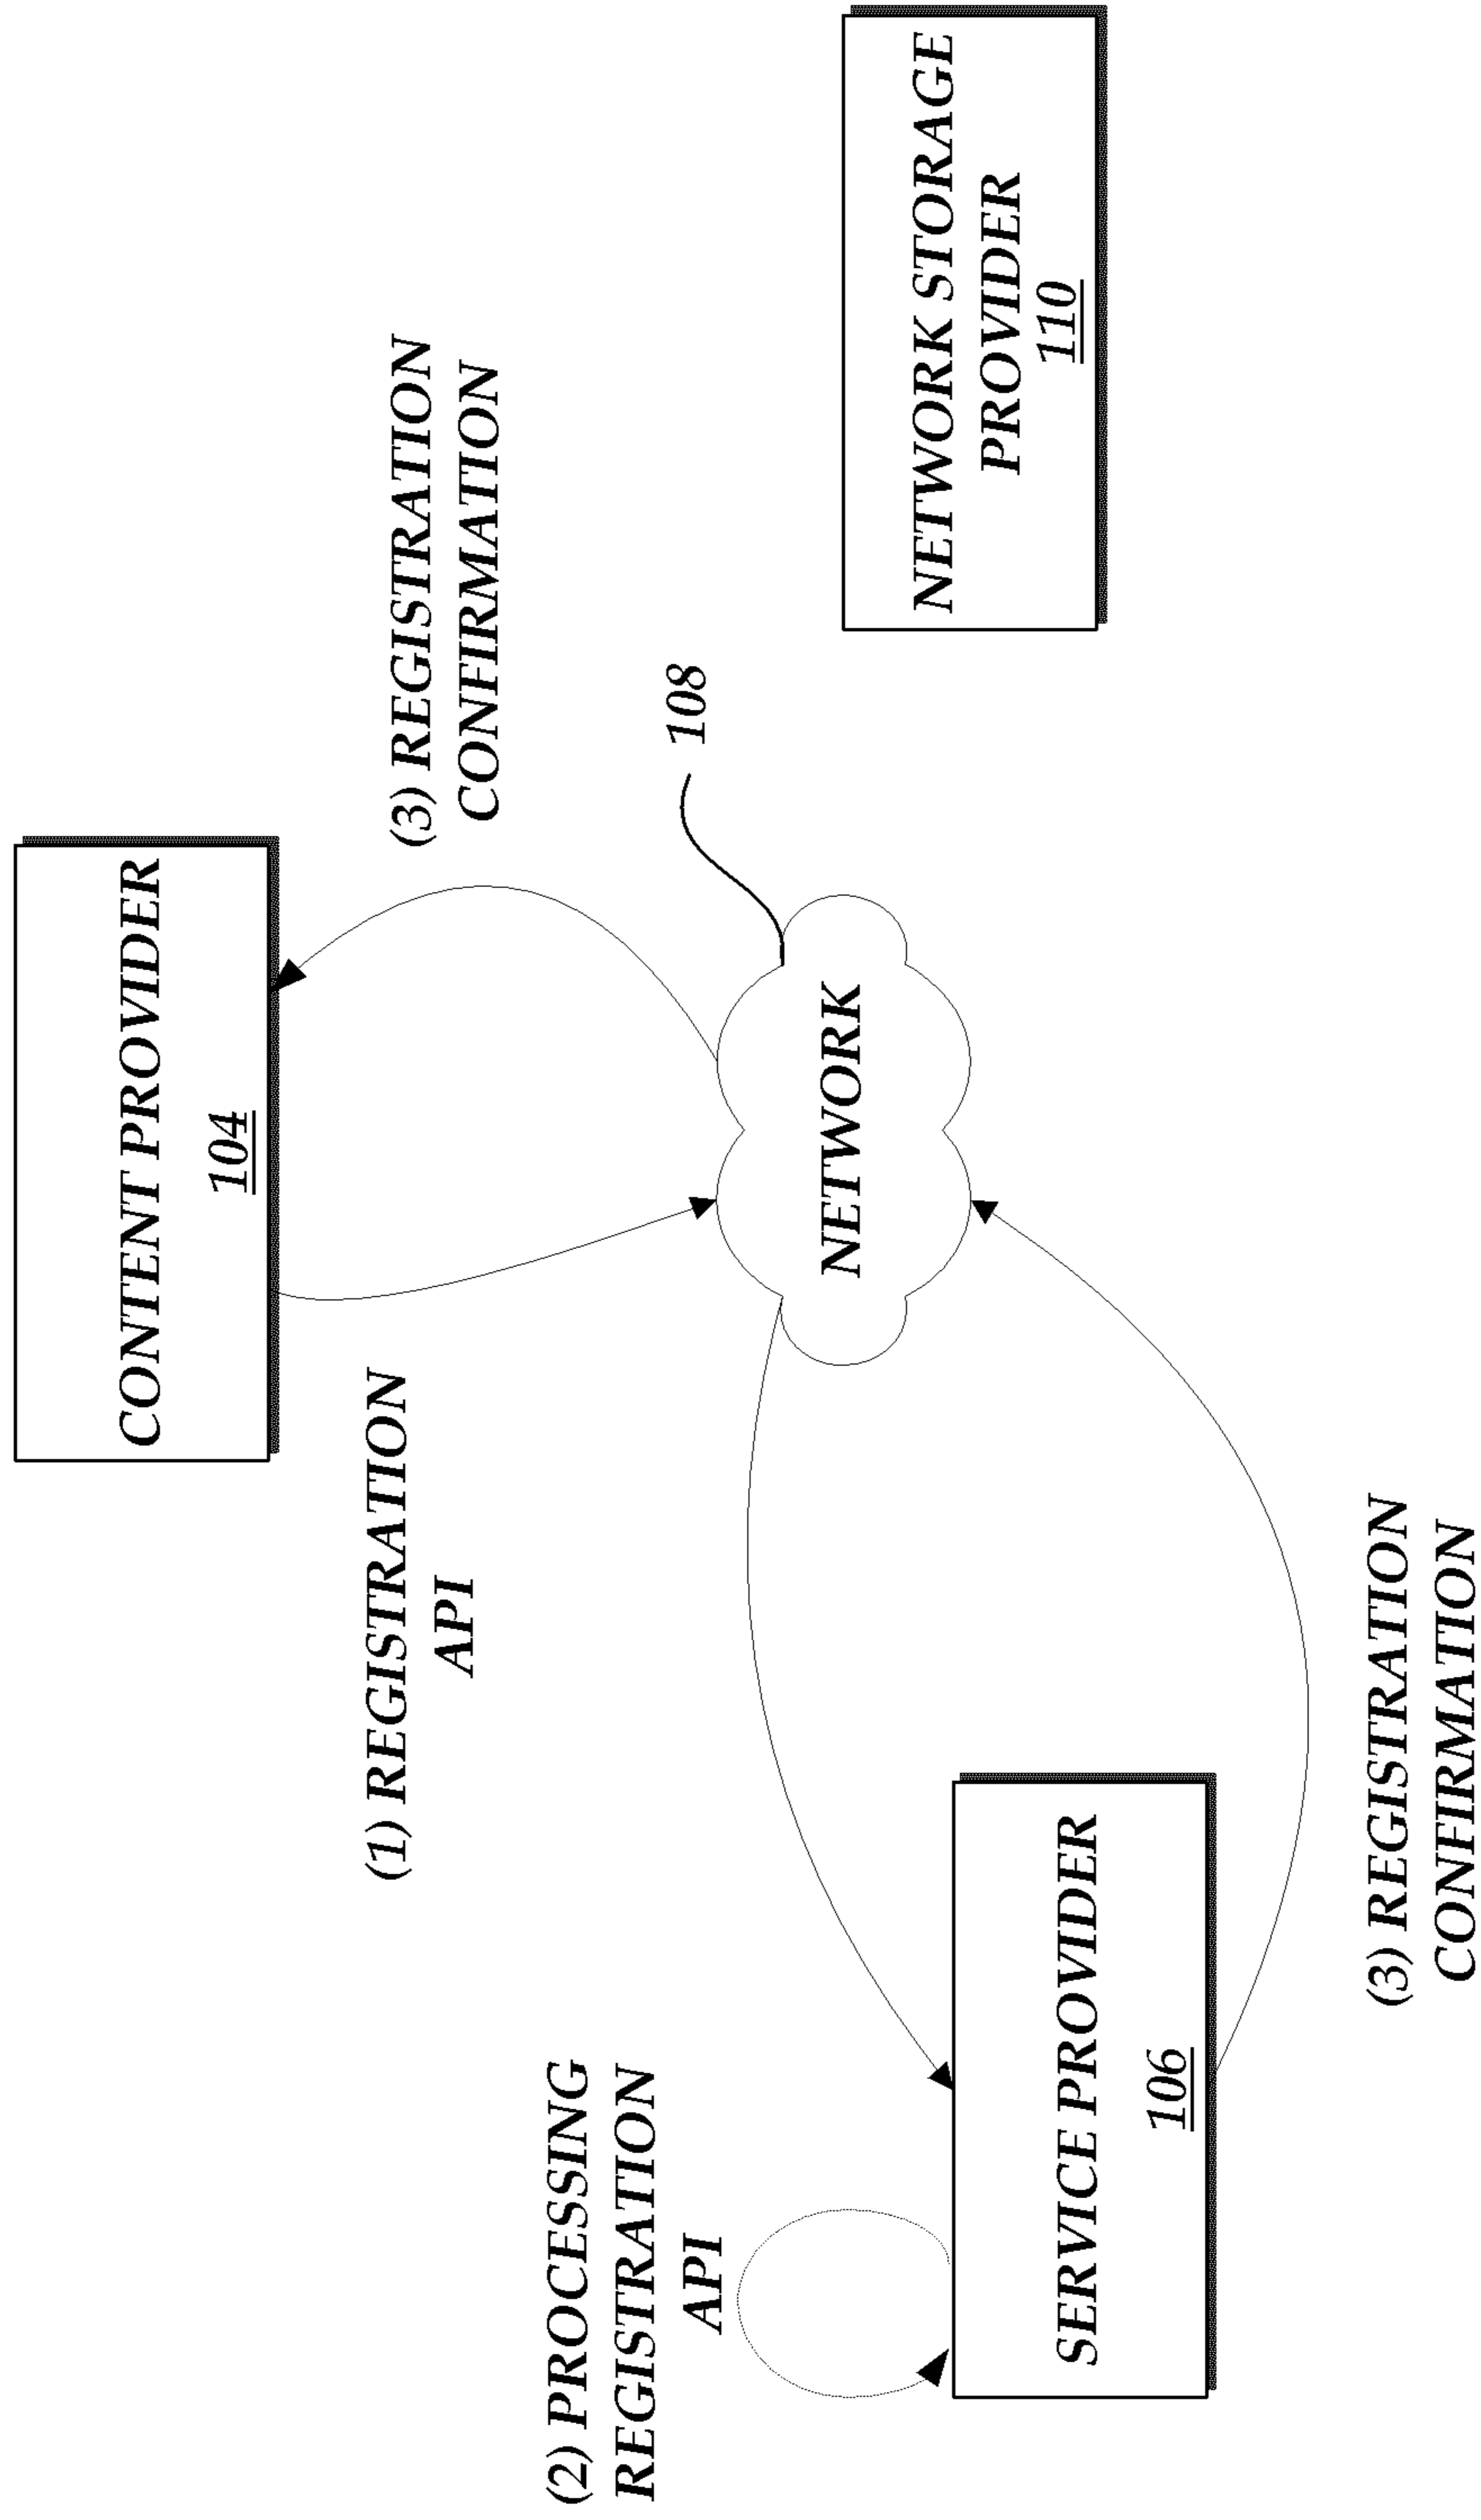 CONTENT PROVIDER
104
(1) REGISTRATION
API
(3) REGISTRATION
CONFIRMATION
(2) PROCESSING
REGISTRATION
API
108
NETWORK
NETWORK STORAGE
PROVIDER
110
SERVICE PROVIDER
106
(3) REGISTRATION
CONFIRMATION